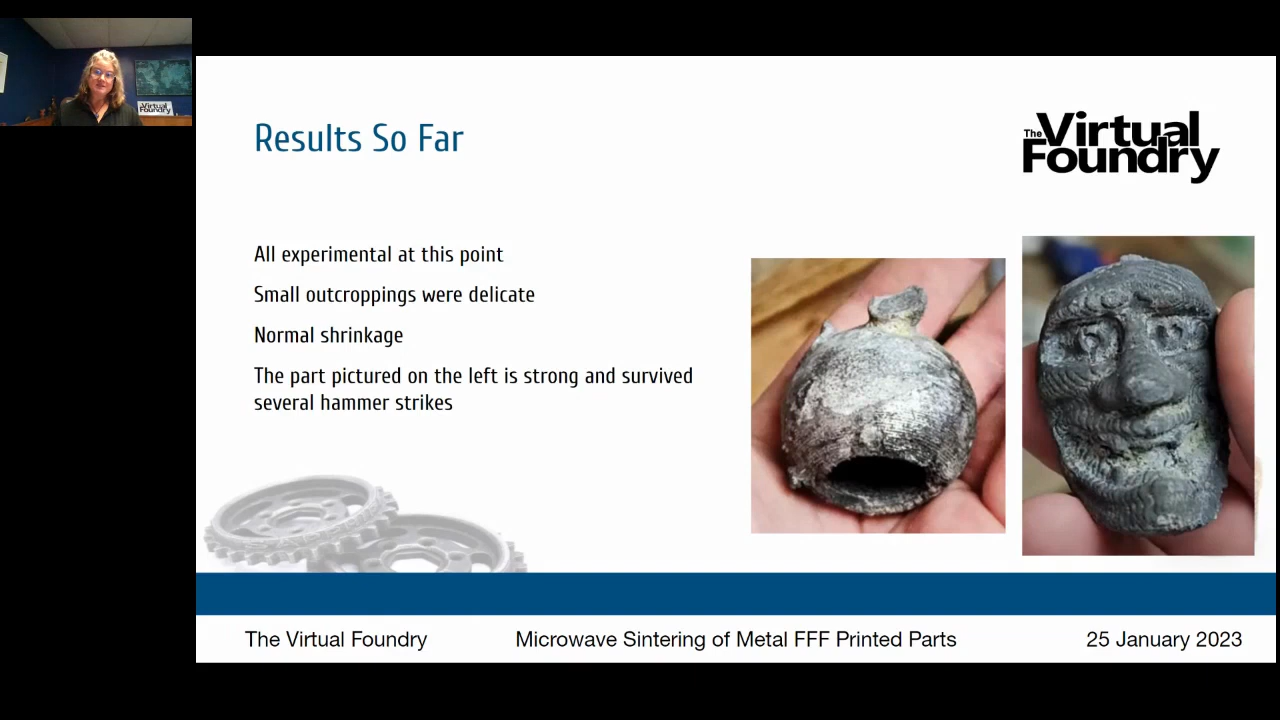 Virtual
Foundry
Results So Far
The Virtual
Foundry
All experimental at this point
Small outcroppings were delicate
Normal shrinkage
The part pictured on the left is strong and survived
several hammer strikes
The Virtual Foundry
Microwave Sintering of Metal FFF Printed Parts
25 January 2023